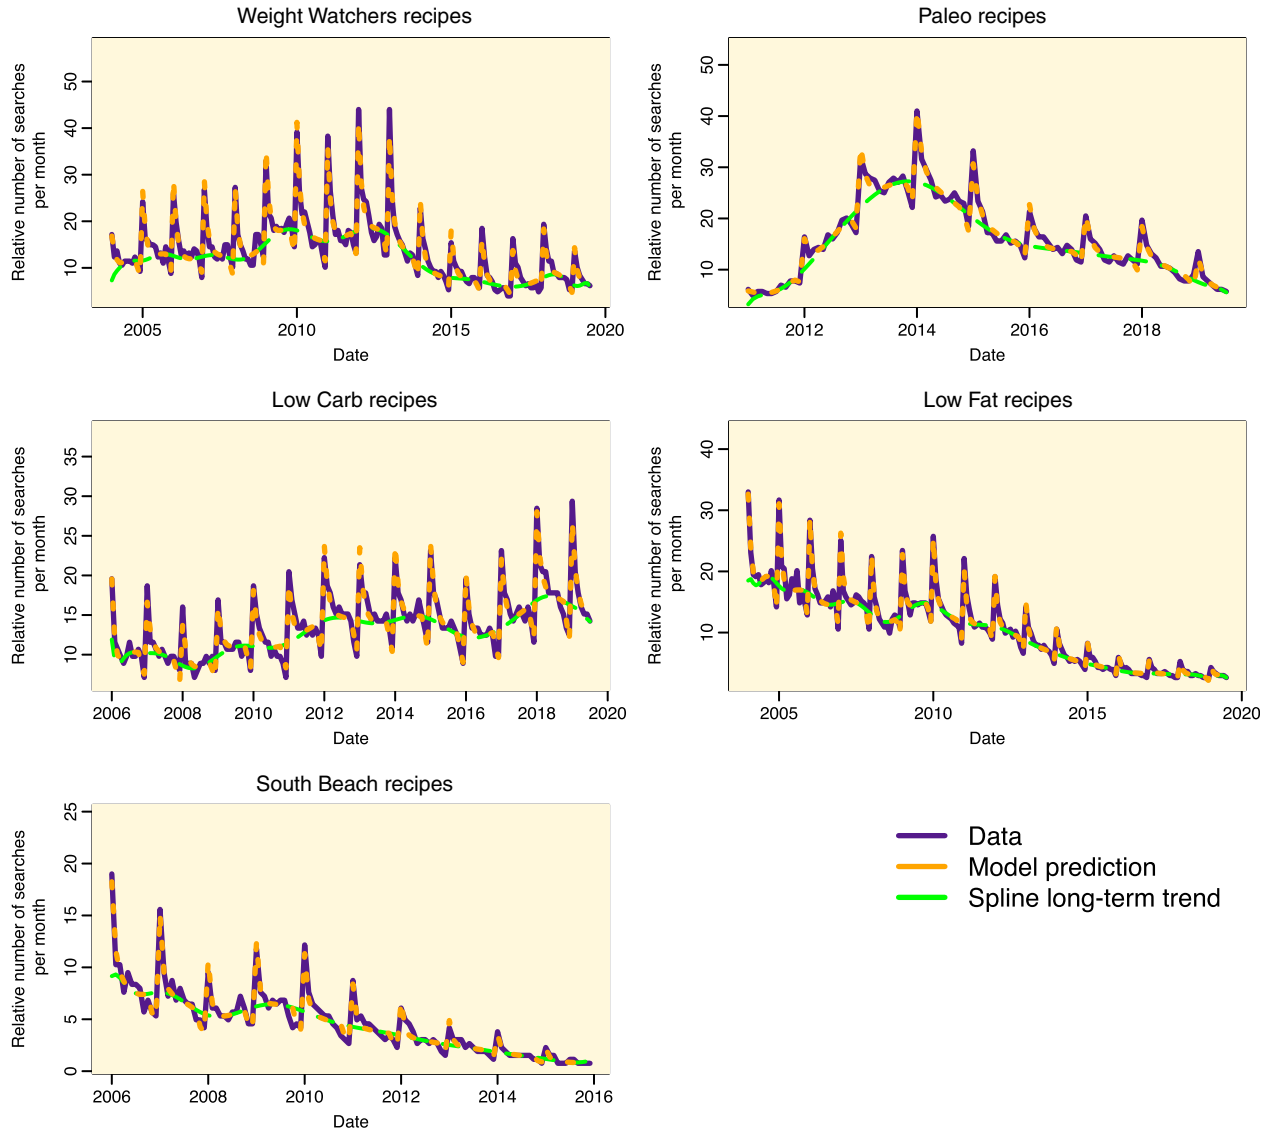 Weight Watchers recipes
Relative number of searches
per month
50
40
30
20
10
2005
2010
2015
2020
Date
Paleo recipes
Relative number of searches
per month
50
40
30
20
10
2012
2014
2016
2018
Date
Low Carb recipes
Relative number of searches
per month
35
30
25
20
15
10
2006
2008
2010
2012
2014
2016
2018
2020
Date
Low Fat recipes
Relative number of searches
per month
40
30
20
10
2005
2010
2015
2020
Date
South Beach recipes
Relative number of searches
per month
25
20
15
10
5
0
2006
2008
2010
2012
2014
2016
Date
Data
Model prediction
Spline long-term trend